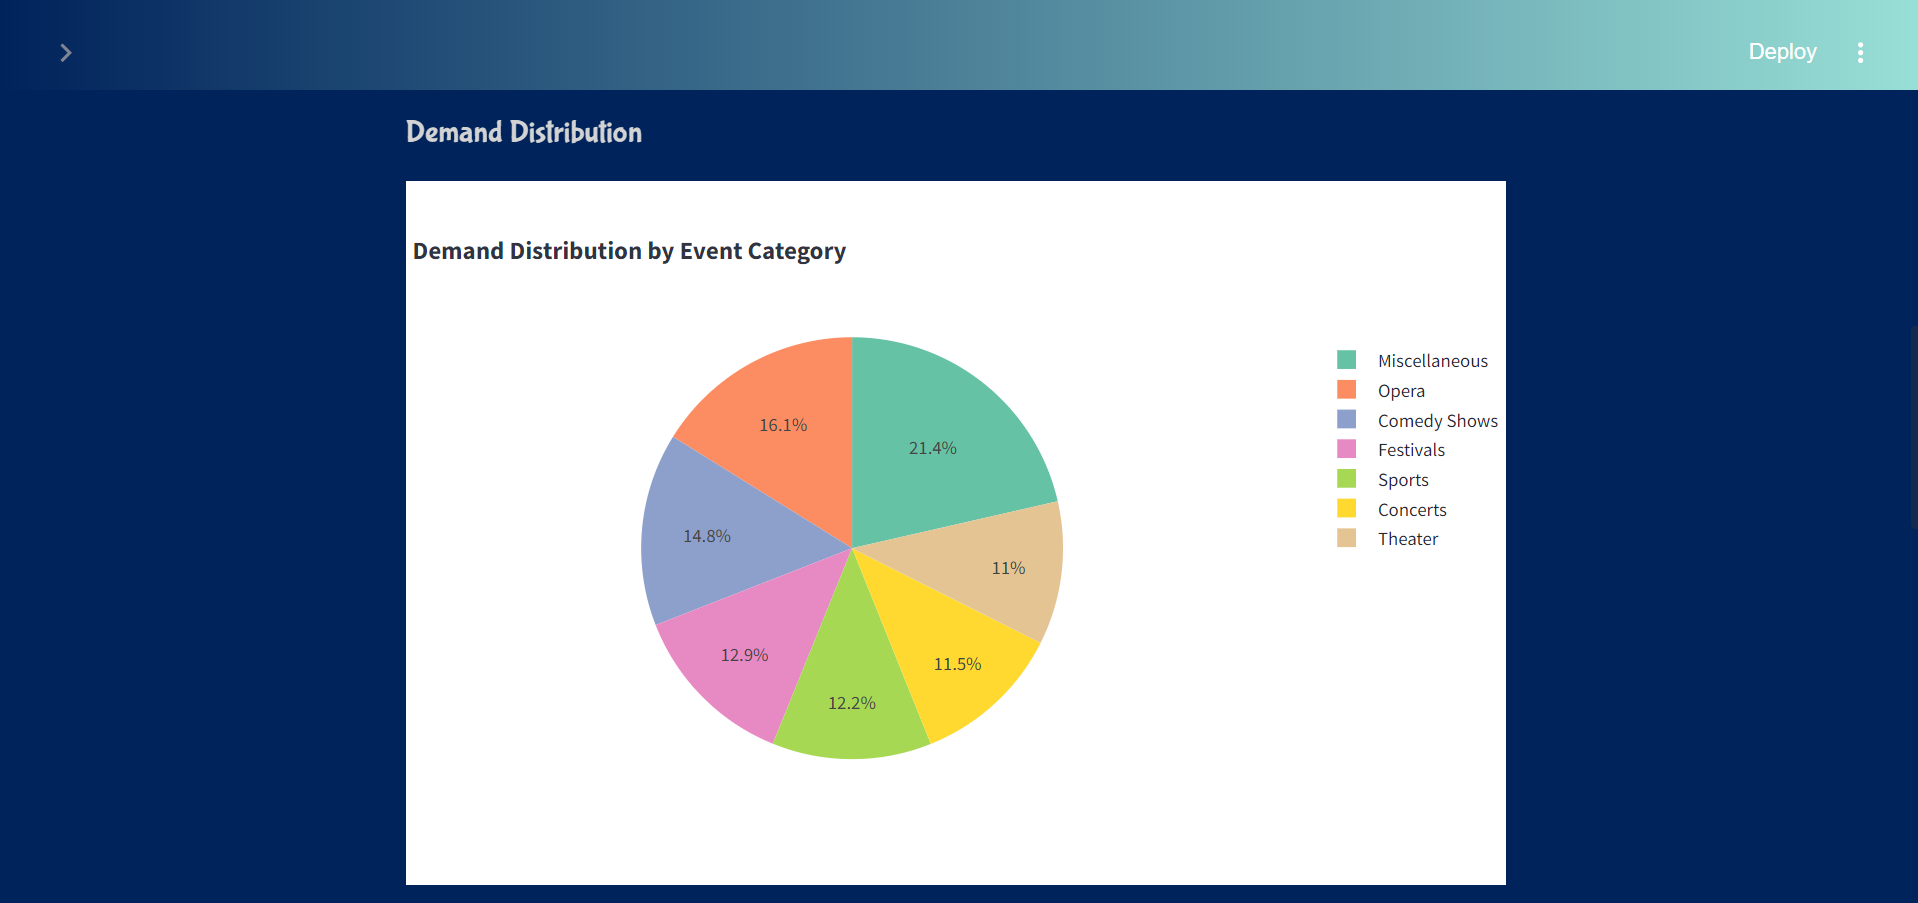 Deploy
Demand Distribution
Demand Distribution by Event Category
16.1%
21.4%
14.8%
11%
12.9%
11.5%
12.2%
Miscellaneous
Opera
Comedy Shows
Festivals
Sports
Concerts
Theater